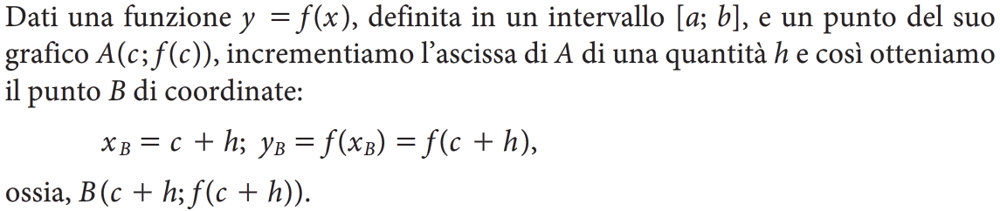 Dati una funzione y = f(x), definita in un intervallo [a; b], e un punto del suo
grafico A(c; f(c)), incrementiamo l'ascissa di A di una quantità h e così otteniamo
il punto B di coordinate:
x_B = c + h; y_B = f(x_B) = f(c + h),
ossia, B(c + h; f(c + h)).